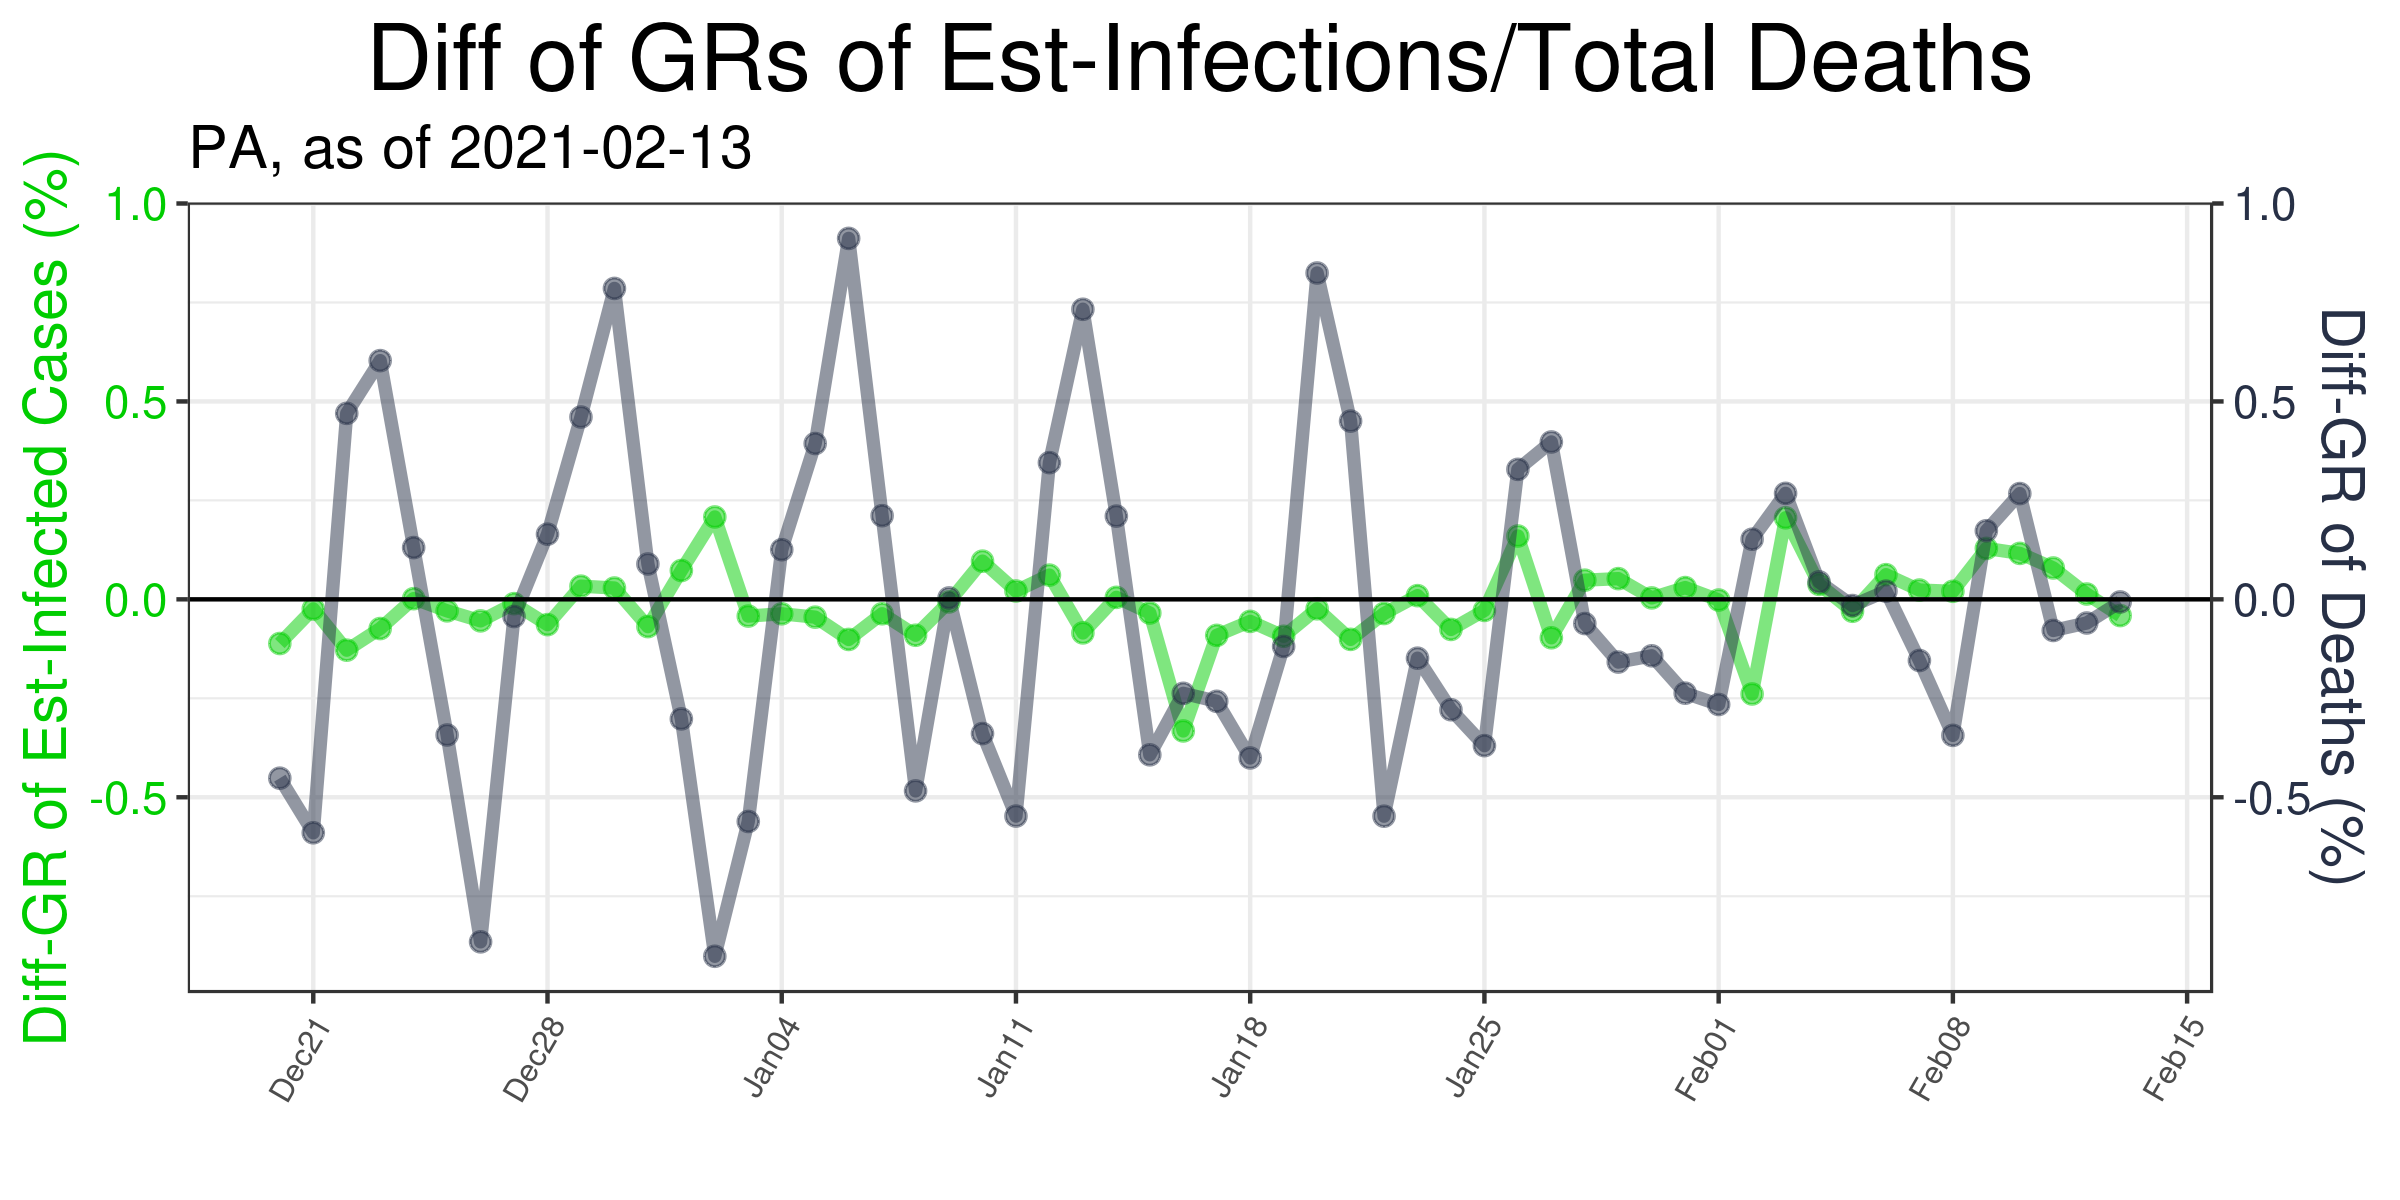 Diff of GRs of Est-Infections/Total Deaths
PA, as of 2021-02-13
Diff-GR of Est-Infected Cases (%)
1.0
0.5
0.0
-0.5
1.0
0.5
0.0
-0.5
Diff-GR of Deaths (%)
Dec21 Dec28 Jan04 Jan11 Jan18 Jan25 Feb01 Feb08 Feb15